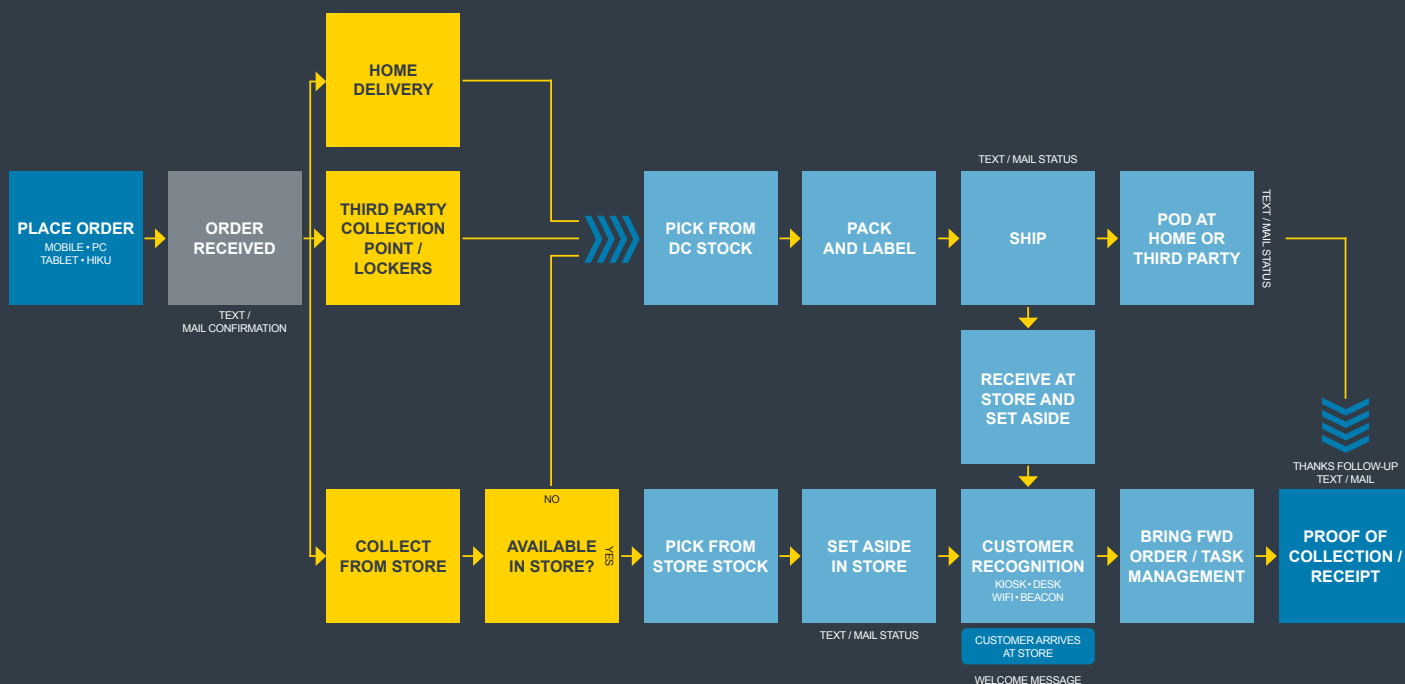 HOME
DELIVERY
PLACE ORDER
MOBILE • PC
TABLET • HIKU
ORDER
RECEIVED
TEXT /
MAIL CONFIRMATION
THIRD PARTY
COLLECTION
POINT /
LOCKERS
PICK FROM
DC STOCK
PACK
AND LABEL
TEXT / MAIL STATUS
SHIP
POD AT
HOME OR
THIRD PARTY
TEXT / MAIL STATUS
RECEIVE AT
STORE AND
SET ASIDE
THANKS FOLLOW-UP
TEXT / MAIL
COLLECT
FROM STORE
NO
AVAILABLE
IN STORE?
YES
PICK FROM
STORE STOCK
SET ASIDE
IN STORE
TEXT / MAIL STATUS
CUSTOMER
RECOGNITION
KIOSK • DESK
WIFI • BEACON
CUSTOMER ARRIVES
AT STORE
WELCOME MESSAGE
BRING FWD
ORDER / TASK
MANAGEMENT
PROOF OF
COLLECTION /
RECEIPT